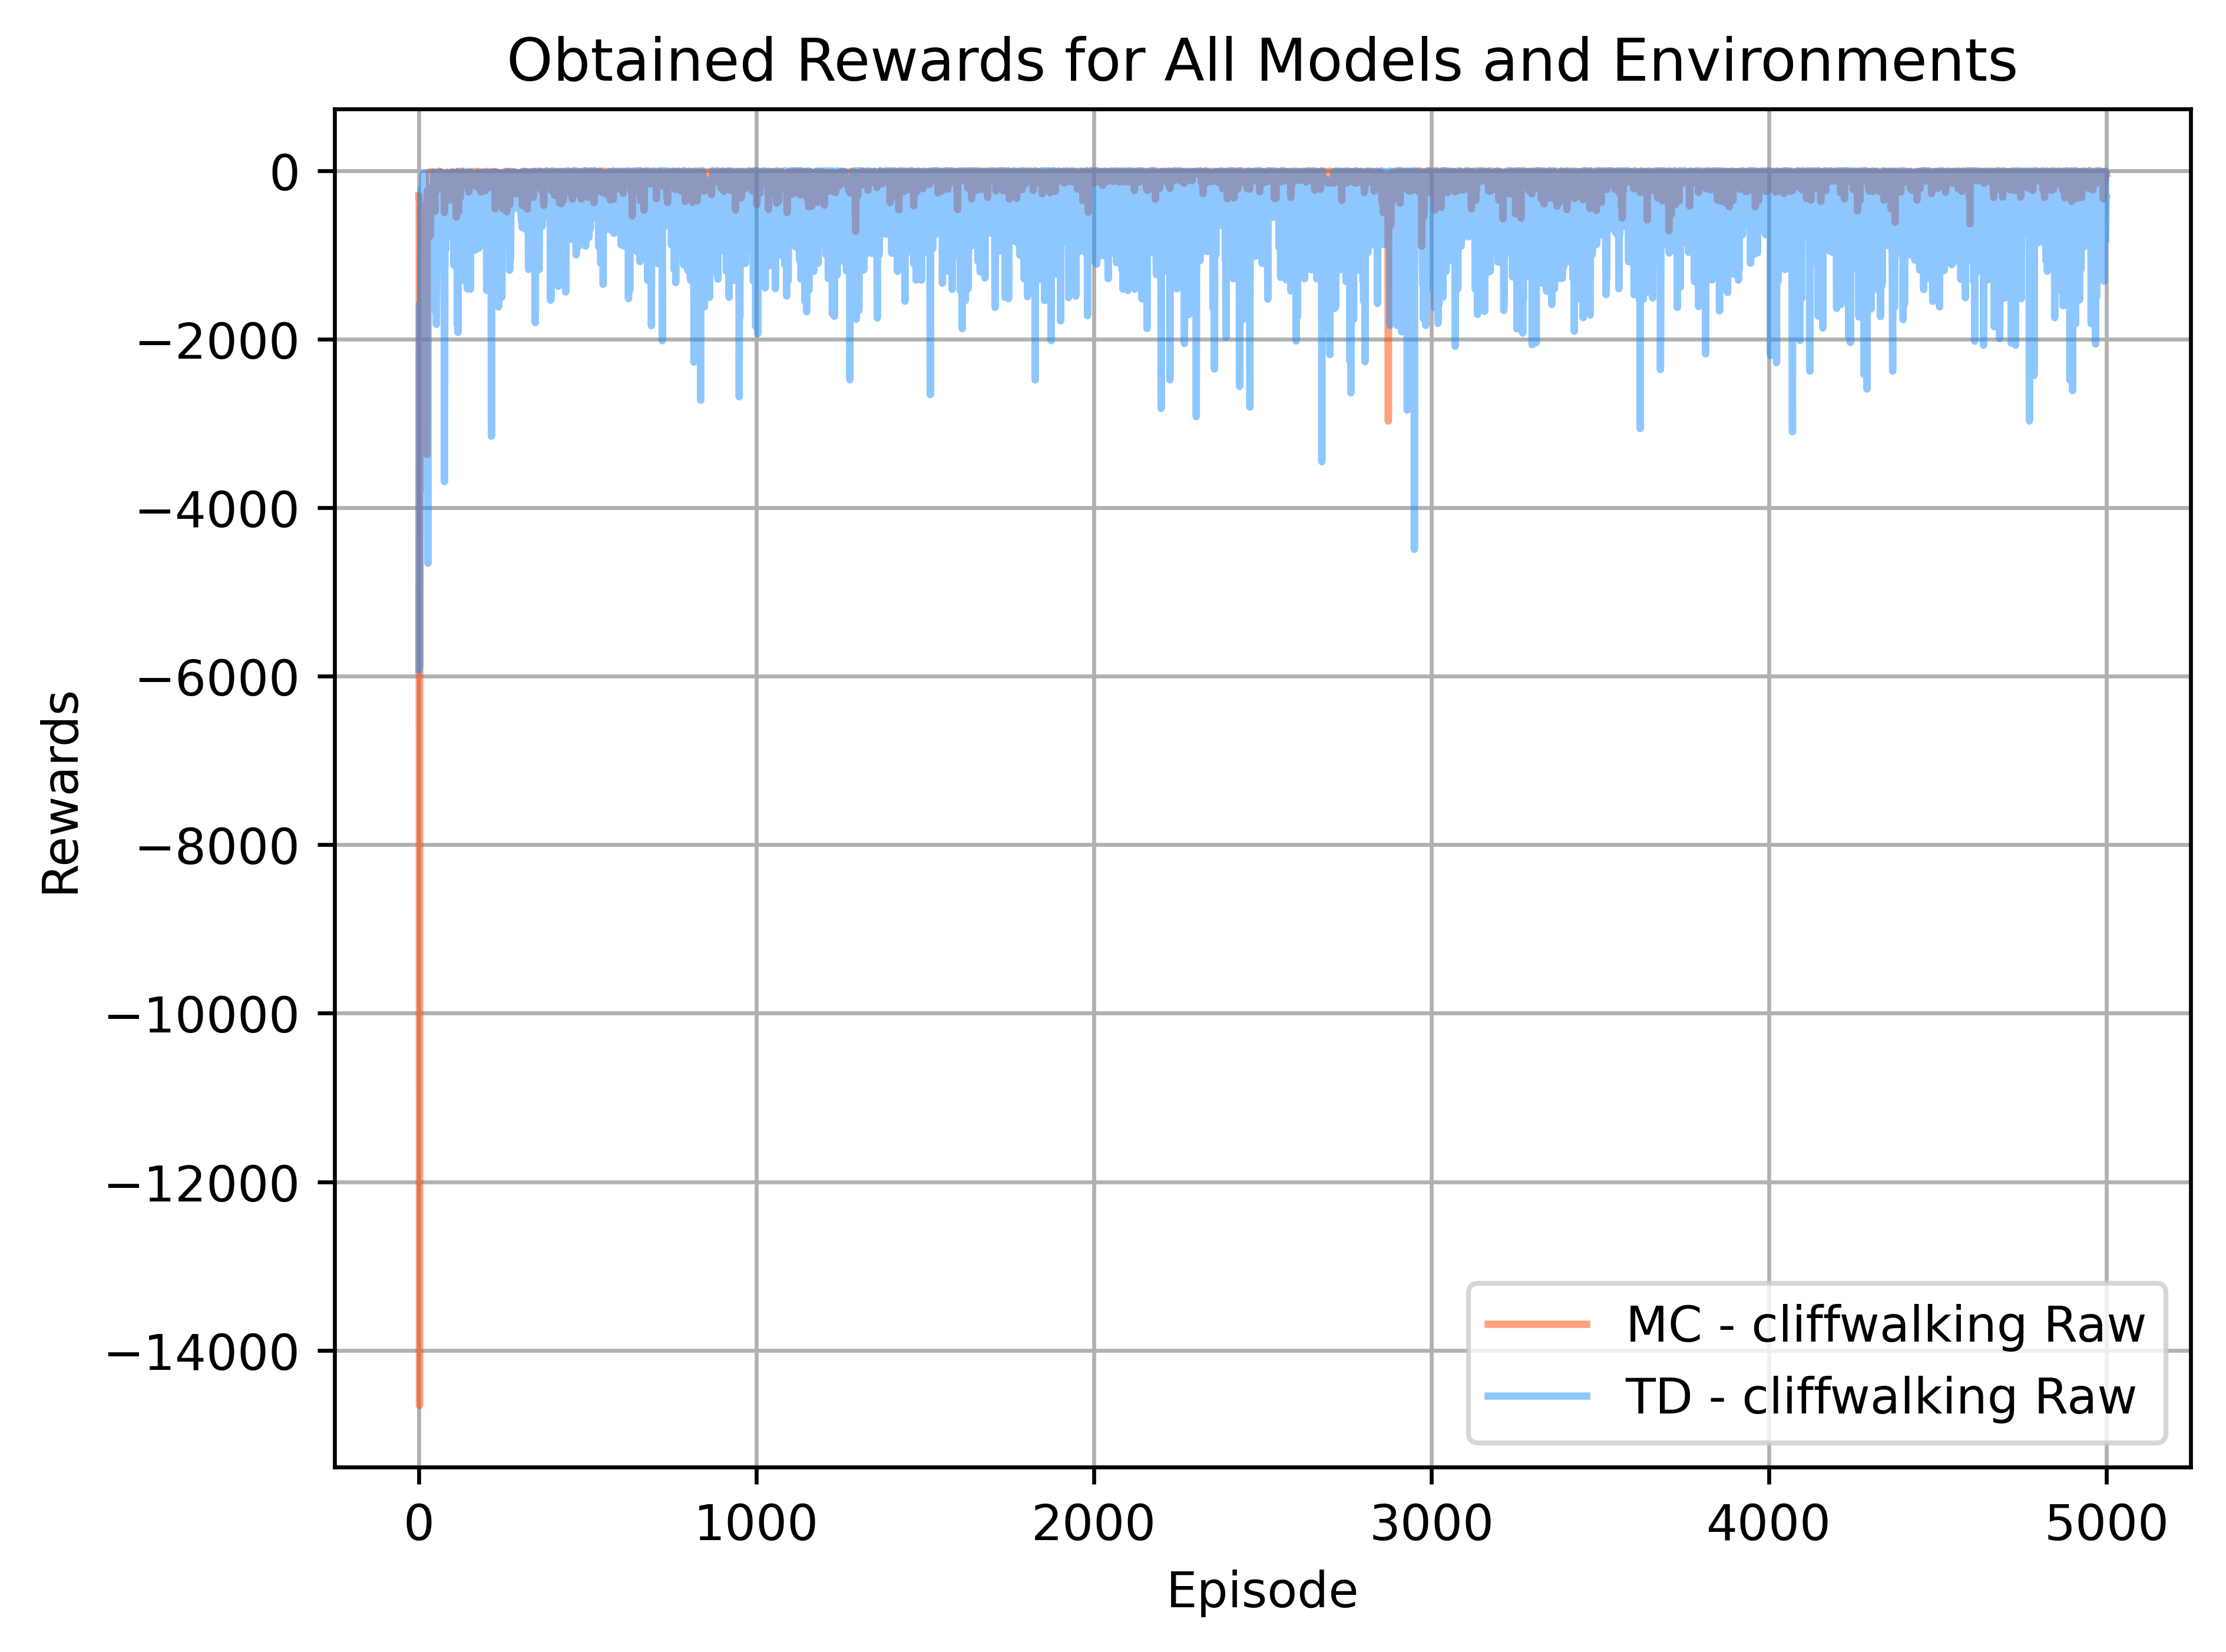 Obtained Rewards for All Models and Environments
0
−2000
−4000
−6000
−8000
−10000
−12000
−14000
Rewards
MC - cliffwalking Raw
TD - cliffwalking Raw
0 1000 2000 3000 4000 5000
Episode